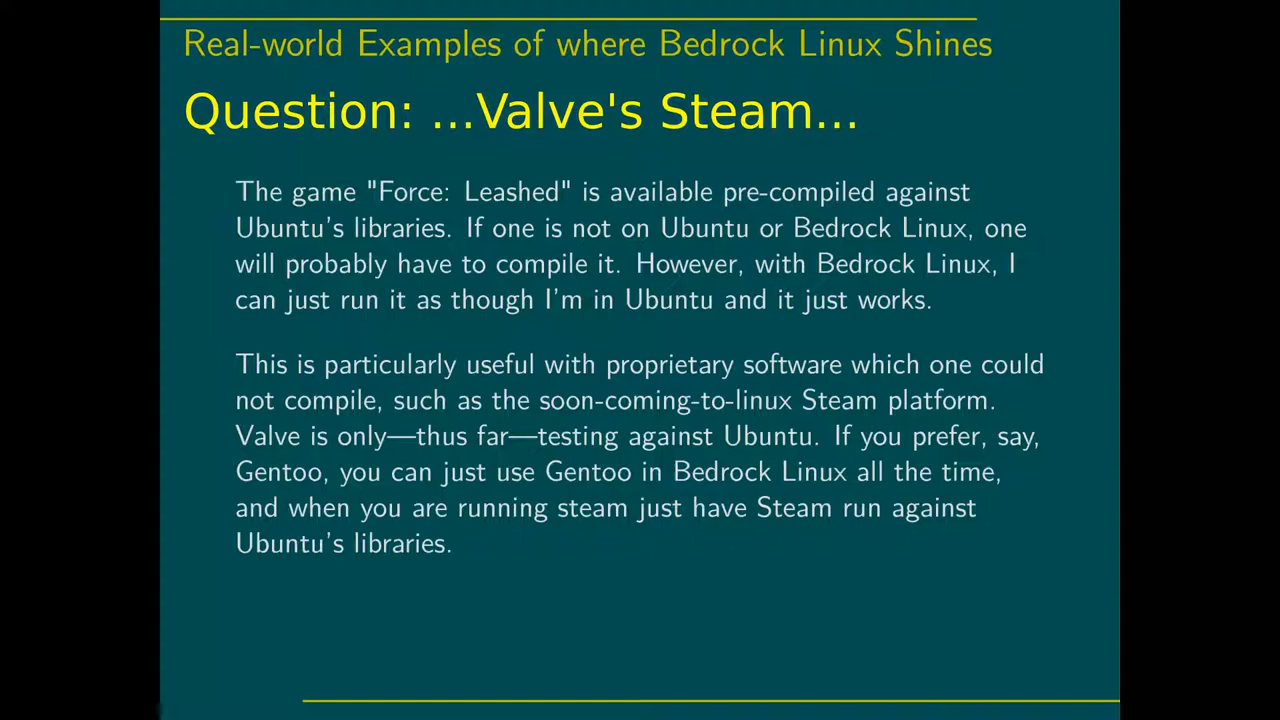 Real-world Examples of where Bedrock Linux Shines
Question: ...Valve's Steam...
The game "Force: Leashed" is available pre-compiled against
Ubuntu's libraries. If one is not on Ubuntu or Bedrock Linux, one
will probably have to compile it. However, with Bedrock Linux, I
can just run it as though I'm in Ubuntu and it just works.
This is particularly useful with proprietary software which one could
not compile, such as the soon-coming-to-linux Steam platform.
Valve is only—thus far—testing against Ubuntu. If you prefer, say,
Gentoo, you can just use Gentoo in Bedrock Linux all the time,
and when you are running steam just have Steam run against
Ubuntu's libraries.